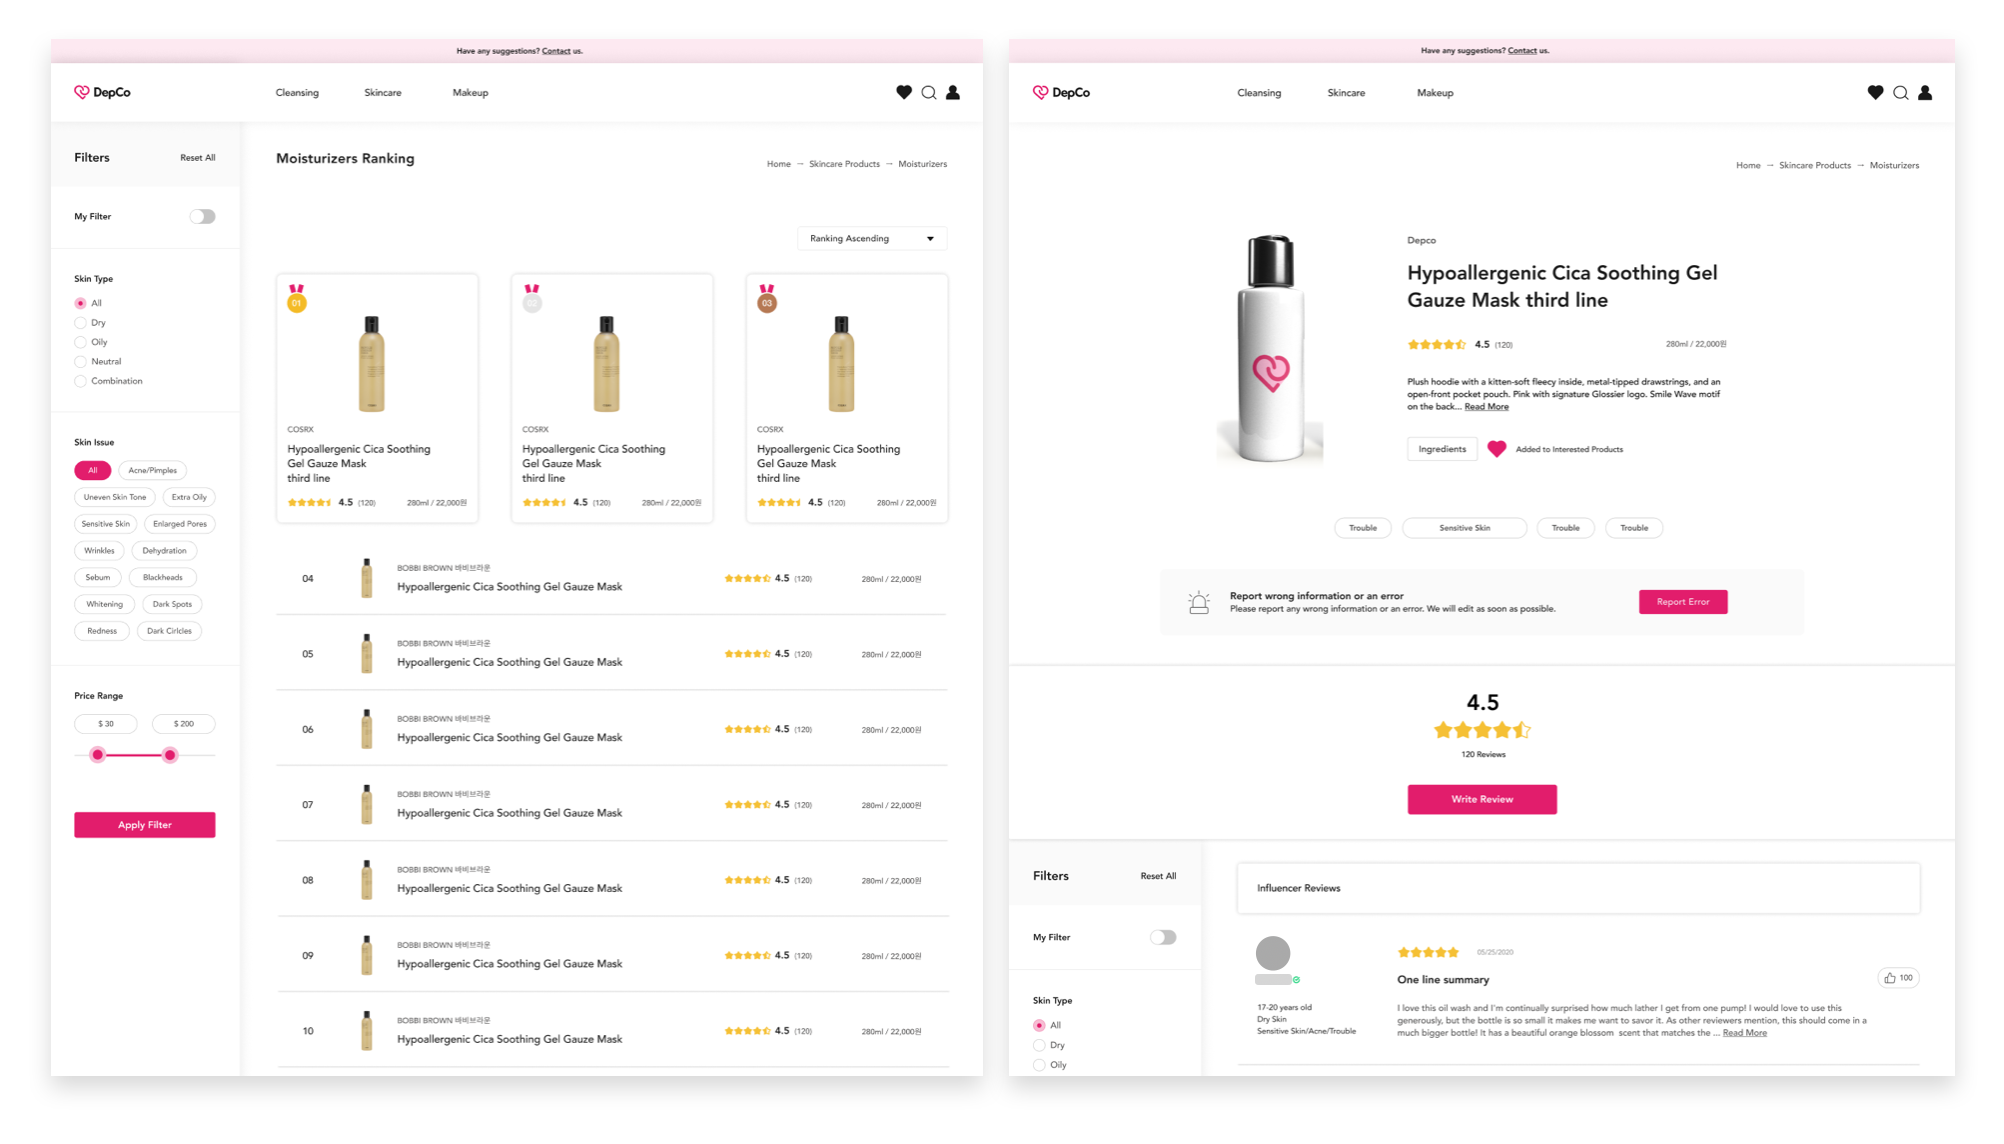 Have any suggestions? Contact us.
DepCo
Cleansing
Skincare
Makeup
Filters
Reset All
My Filter
Skin Type
All
Dry
Oily
Neutral
Combination
Skin Issue
All
Acne/Pimples
Uneven Skin Tone
Extra Oily
Sensitive Skin
Enlarged Pores
Wrinkles
Dehydration
Sebum
Blackheads
Whitening
Dark Spots
Redness
Dark Cirlcles
Price Range
$ 30
$ 200
Apply Filter
Moisturizers Ranking
Home → Skincare Products → Moisturizers
Ranking Ascending
01
COSRX
Hypoallergenic Cica Soothing
Gel Gauze Mask
third line
4.5 (120)
280ml / 22,000원
02
COSRX
Hypoallergenic Cica Soothing
Gel Gauze Mask
third line
4.5 (120)
280ml / 22,000원
03
COSRX
Hypoallergenic Cica Soothing
Gel Gauze Mask
third line
4.5 (120)
280ml / 22,000원
04
BOBBI BROWN 바비브라운
Hypoallergenic Cica Soothing Gel Gauze Mask
4.5 (120)
280ml / 22,000원
05
BOBBI BROWN 바비브라운
Hypoallergenic Cica Soothing Gel Gauze Mask
4.5 (120)
280ml / 22,000원
06
BOBBI BROWN 바비브라운
Hypoallergenic Cica Soothing Gel Gauze Mask
4.5 (120)
280ml / 22,000원
07
BOBBI BROWN 바비브라운
Hypoallergenic Cica Soothing Gel Gauze Mask
4.5 (120)
280ml / 22,000원
08
BOBBI BROWN 바비브라운
Hypoallergenic Cica Soothing Gel Gauze Mask
4.5 (120)
280ml / 22,000원
09
BOBBI BROWN 바비브라운
Hypoallergenic Cica Soothing Gel Gauze Mask
4.5 (120)
280ml / 22,000원
10
BOBBI BROWN 바비브라운
Hypoallergenic Cica Soothing Gel Gauze Mask
4.5 (120)
280ml / 22,000원
Have any suggestions? Contact us.
DepCo
Cleansing
Skincare
Makeup
Home → Skincare Products → Moisturizers
Depco
Hypoallergenic Cica Soothing Gel
Gauze Mask third line
4.5 (120)
280ml / 22,000원
Plush hoodie with a kitten-soft fleecy inside, metal-tipped drawstrings, and an
open-front pocket pouch. Pink with signature Glossier logo. Smile Wave motif
on the back... Read More
Ingredients
Added to Interested Products
Trouble
Sensitive Skin
Trouble
Trouble
Report wrong information or an error
Please report any wrong information or an error. We will edit as soon as possible.
Report Error
4.5
120 Reviews
Write Review
Filters
Reset All
My Filter
Skin Type
All
Dry
Oily
Influencer Reviews
17-20 years old
Dry Skin
Sensitive Skin/Acne/Trouble
05/25/2020
One line summary
100
I love this oil wash and I'm continually surprised how much lather I get from one pump! I would love to use this
generously, but the bottle is so small it makes me want to savor it. As other reviewers mention, this should come in a
much bigger bottle! It has a beautiful orange blossom scent that matches the ... Read More